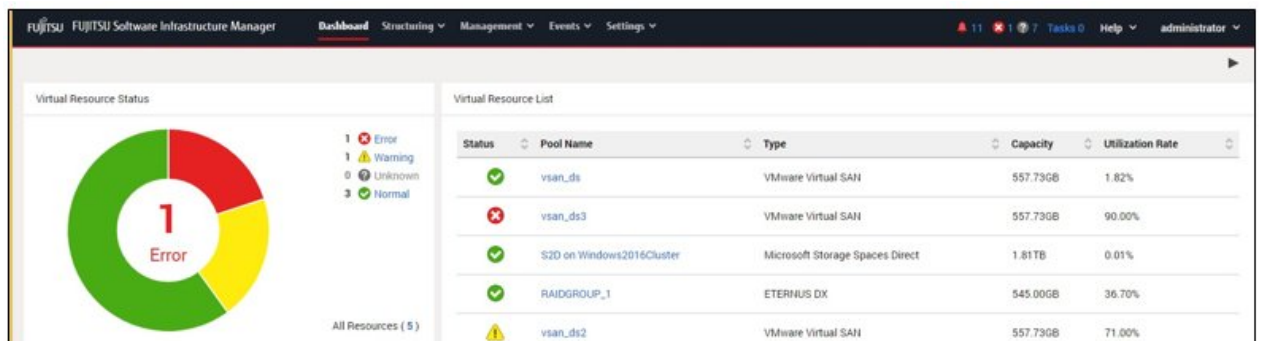 FUJITSU FUJITSU Software Infrastructure Manager Dashboard Structuring Management Events Settings 11 1 7 Tasks 0 Help administrator
Virtual Resource Status
1 Error
1 Warning
0 Unknown
3 Normal
1
Error
All Resources ( 5 )
Virtual Resource List
Status Pool Name Type Capacity Utilization Rate
vsan_ds VMware Virtual SAN 557.73GB 1.82%
vsan_ds3 VMware Virtual SAN 557.73GB 90.00%
S2D on Windows2016Cluster Microsoft Storage Spaces Direct 1.81TB 0.01%
RAIDGROUP_1 ETERNUS DX 545.00GB 36.70%
vsan_ds2 VMware Virtual SAN 557.73GB 71.00%